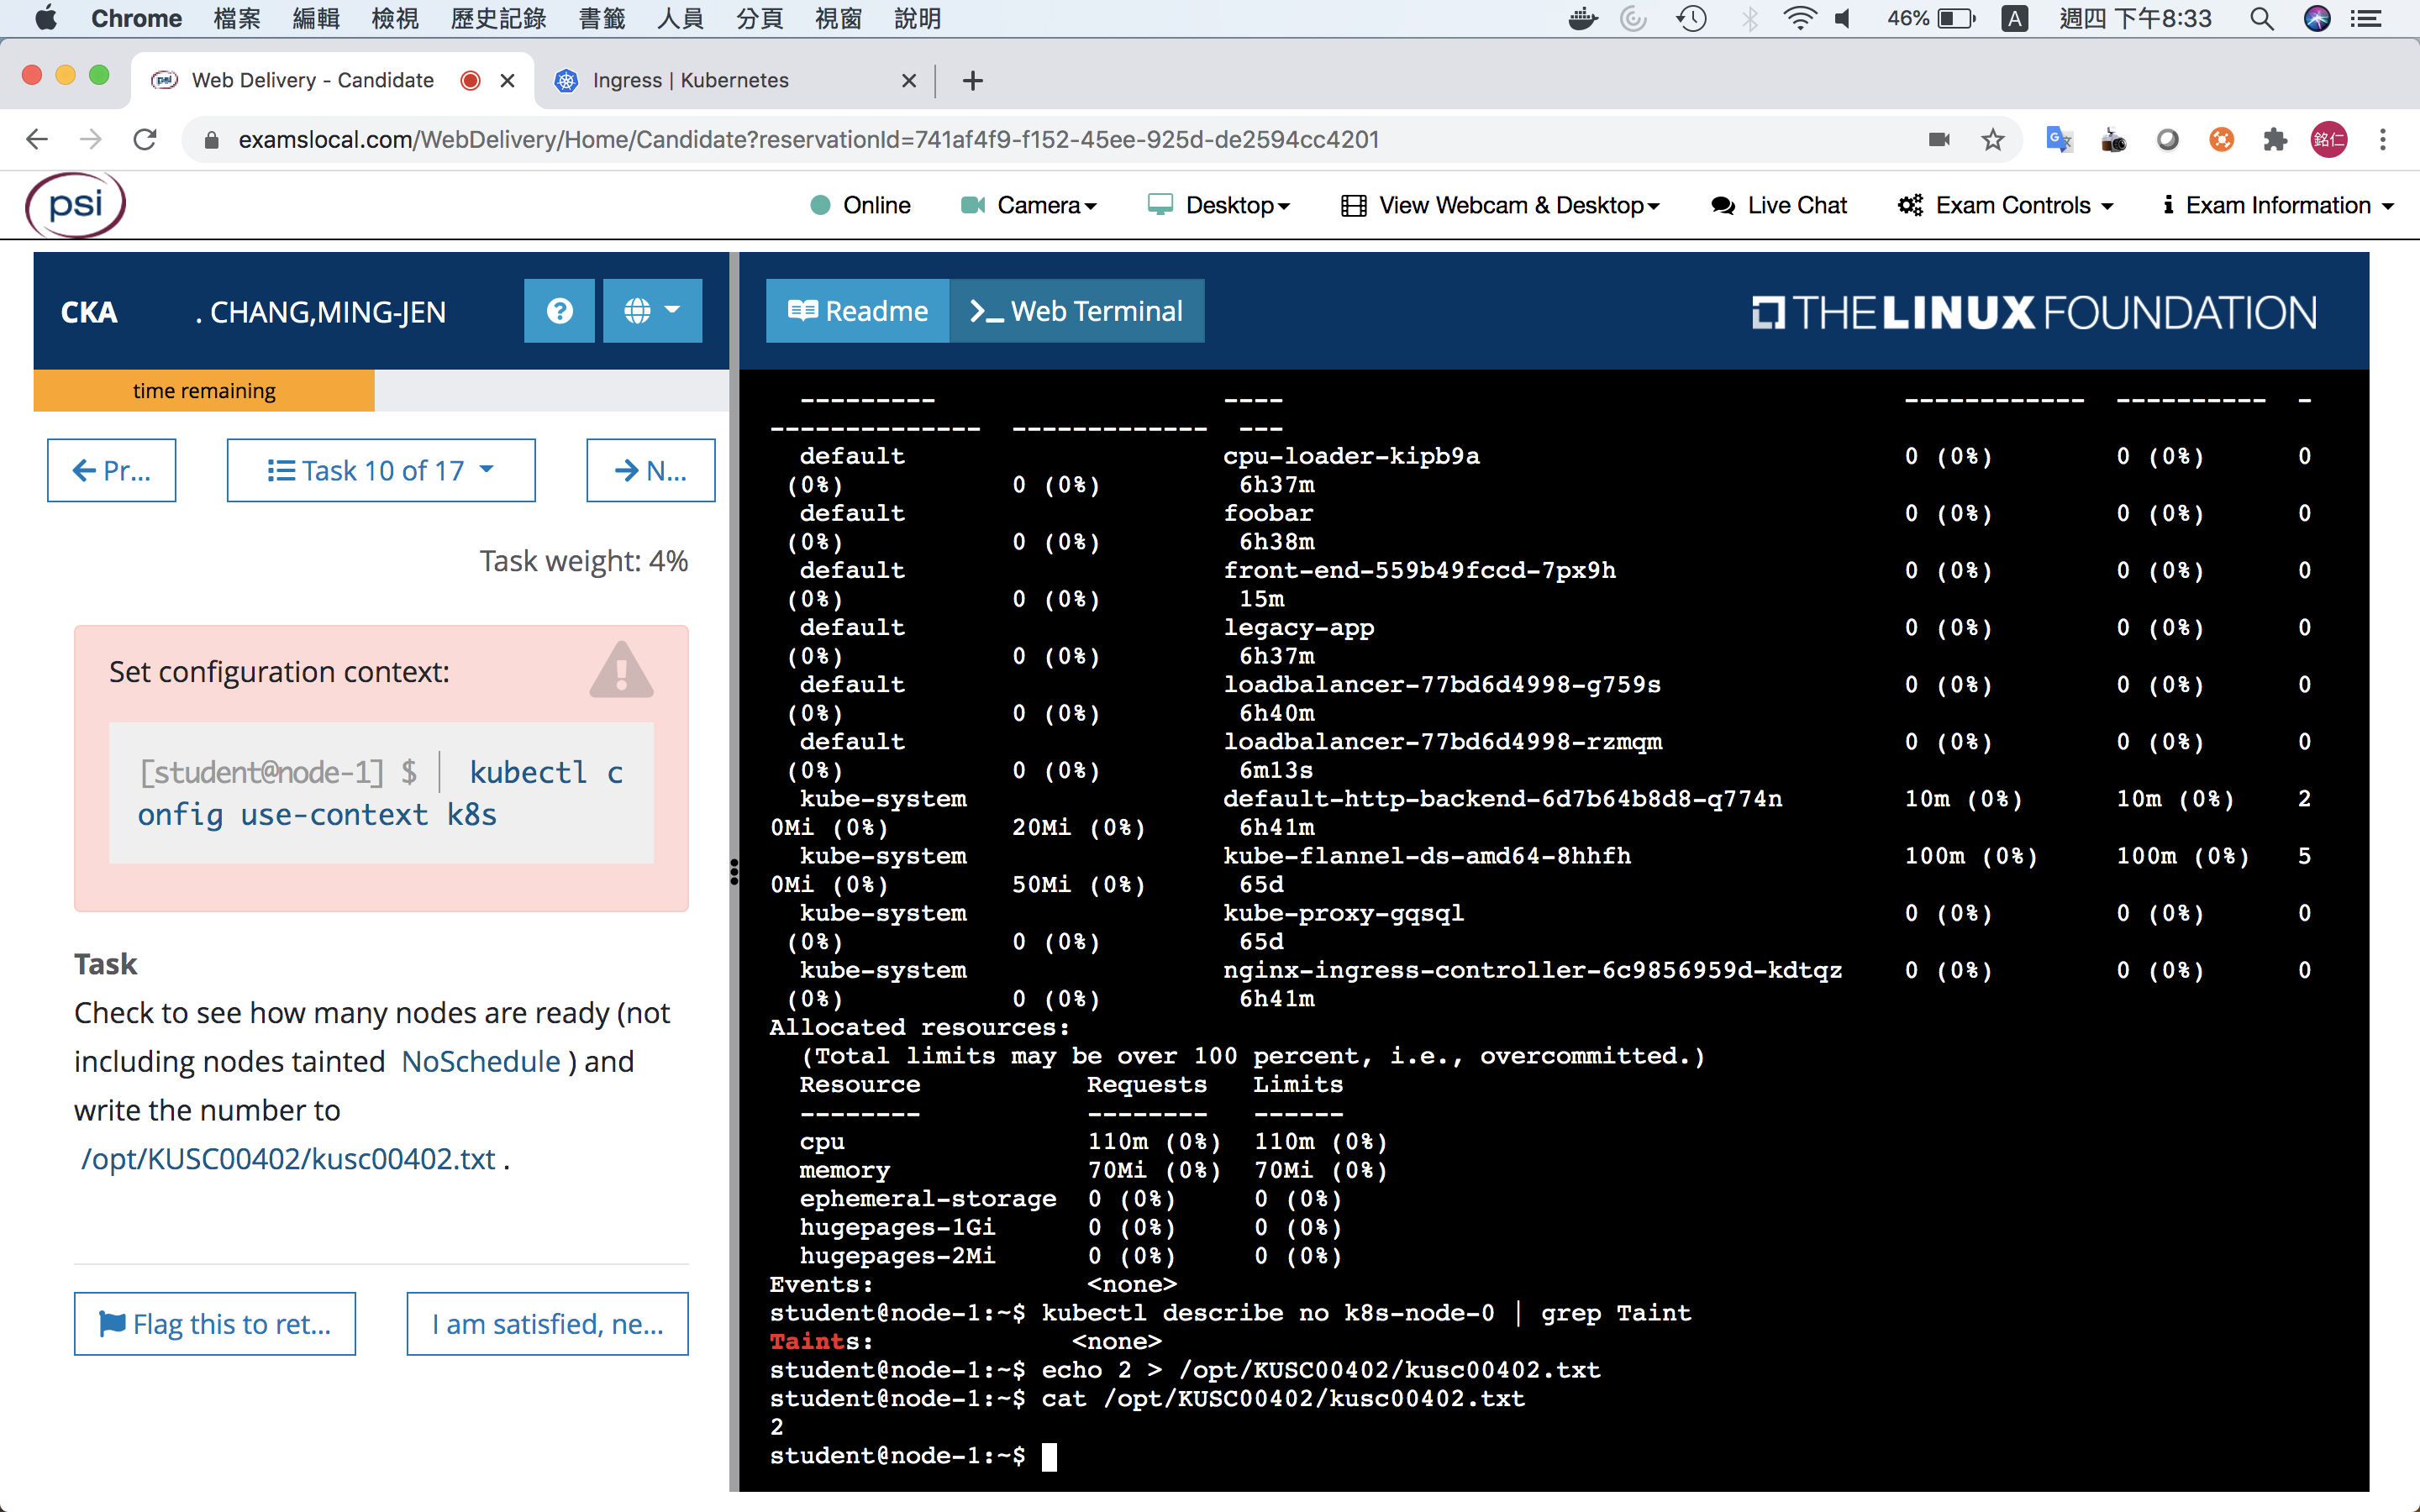 Chrome 檔案 編輯 檢視 歷史記錄 書籤 人員 分頁 視窗 說明 46% A 週四 下午8:33
psi Web Delivery - Candidate Ingress | Kubernetes
examslocal.com/WebDelivery/Home/Candidate?reservationId=741af4f9-f152-45ee-925d-de2594cc4201 銘仁
psi Online Camera Desktop View Webcam & Desktop Live Chat Exam Controls Exam Information
CKA . CHANG,MING-JEN
time remaining
Pr... Task 10 of 17 N...
Task weight: 4%
Set configuration context:
[student@node-1] $ | kubectl c
onfig use-context k8s
Task
Check to see how many nodes are ready (not
including nodes tainted NoSchedule ) and
write the number to
/opt/KUSC00402/kusc00402.txt .
Flag this to ret... I am satisfied, ne...
Readme >_ Web Terminal THE LINUX FOUNDATION
--------- ---- ------------ ---------- -
-------------- ------------- ---
default cpu-loader-kipb9a 0 (0%) 0 (0%) 0
(0%) 0 (0%) 6h37m
default foobar 0 (0%) 0 (0%) 0
(0%) 0 (0%) 6h38m
default front-end-559b49fccd-7px9h 0 (0%) 0 (0%) 0
(0%) 0 (0%) 15m
default legacy-app 0 (0%) 0 (0%) 0
(0%) 0 (0%) 6h37m
default loadbalancer-77bd6d4998-g759s 0 (0%) 0 (0%) 0
(0%) 0 (0%) 6h40m
default loadbalancer-77bd6d4998-rzmqm 0 (0%) 0 (0%) 0
(0%) 0 (0%) 6m13s
kube-system default-http-backend-6d7b64b8d8-q774n 10m (0%) 10m (0%) 2
0Mi (0%) 20Mi (0%) 6h41m
kube-system kube-flannel-ds-amd64-8hhfh 100m (0%) 100m (0%) 5
0Mi (0%) 50Mi (0%) 65d
kube-system kube-proxy-gqsql 0 (0%) 0 (0%) 0
(0%) 0 (0%) 65d
kube-system nginx-ingress-controller-6c9856959d-kdtqz 0 (0%) 0 (0%) 0
(0%) 0 (0%) 6h41m
Allocated resources:
(Total limits may be over 100 percent, i.e., overcommitted.)
Resource Requests Limits
-------- -------- ------
cpu 110m (0%) 110m (0%)
memory 70Mi (0%) 70Mi (0%)
ephemeral-storage 0 (0%) 0 (0%)
hugepages-1Gi 0 (0%) 0 (0%)
hugepages-2Mi 0 (0%) 0 (0%)
Events: <none>
student@node-1:~$ kubectl describe no k8s-node-0 | grep Taint
Taints: <none>
student@node-1:~$ echo 2 > /opt/KUSC00402/kusc00402.txt
student@node-1:~$ cat /opt/KUSC00402/kusc00402.txt
2
student@node-1:~$